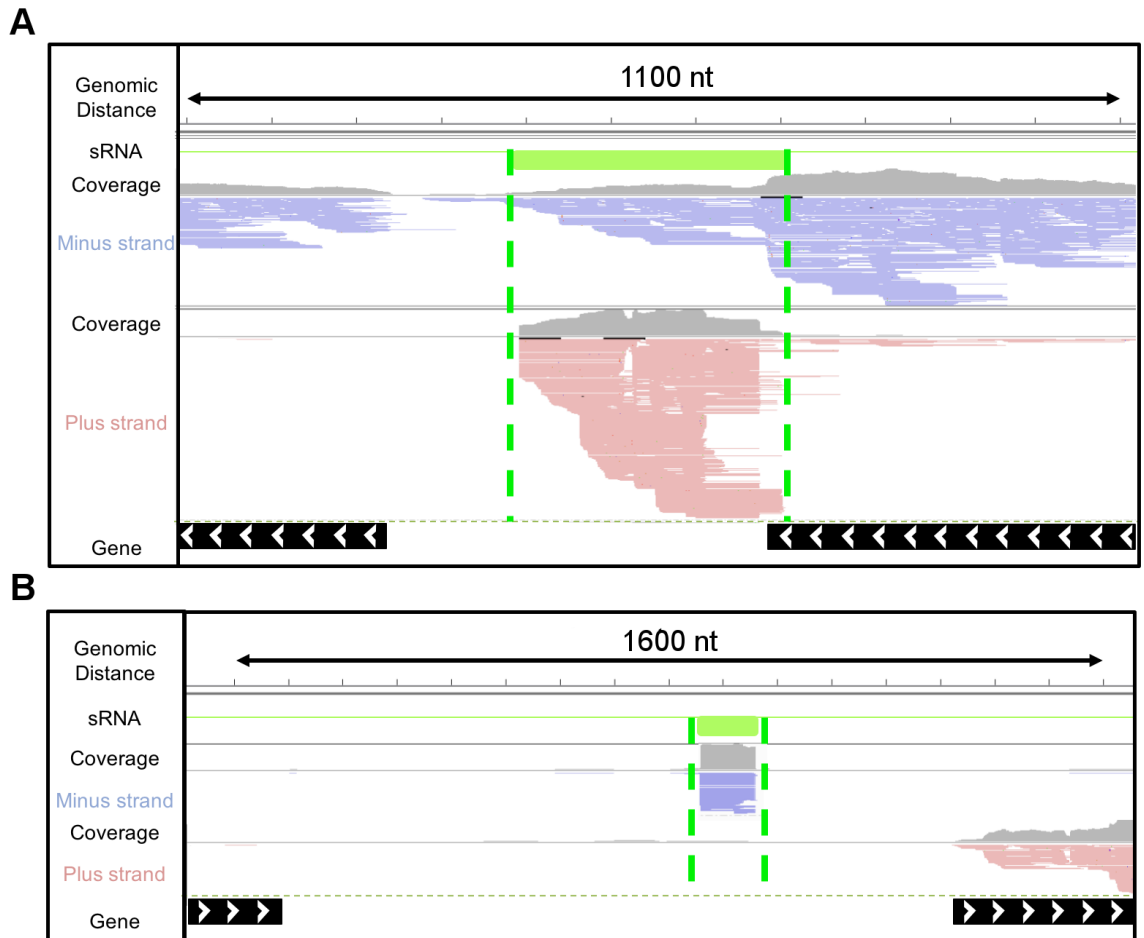 A
Genomic
Distance
1100 nt
sRNA
Coverage
Minus strand
Coverage
Plus strand
Gene
B
Genomic
Distance
1600 nt
sRNA
Coverage
Minus strand
Coverage
Plus strand
Gene